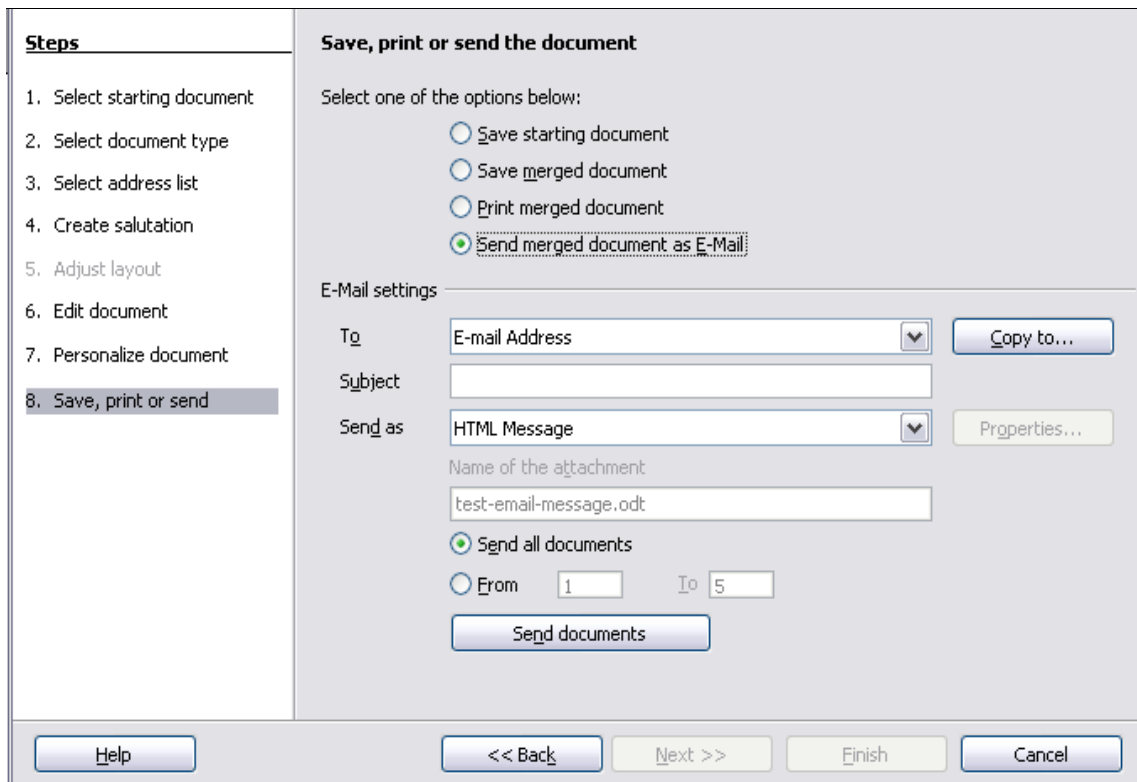 Steps
1. Select starting document
2. Select document type
3. Select address list
4. Create salutation
5. Adjust layout
6. Edit document
7. Personalize document
8. Save, print or send
Save, print or send the document
Select one of the options below:
Save starting document
Save merged document
Print merged document
Send merged document as E-Mail
E-Mail settings
To E-mail Address Copy to...
Subject
Send as HTML Message Properties...
Name of the attachment
test-email-message.odt
Send all documents
From 1 To 5
Send documents
Help << Back Next >> Finish Cancel